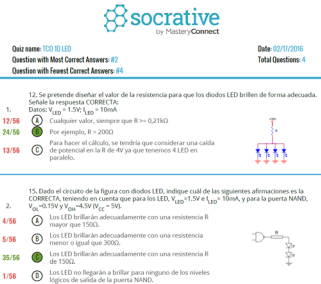 socrative
by MasteryConnect
Quiz name: TCO 1D LED
Date: 02/17/2016
Question with Most Correct Answers: #2
Total Questions: 4
Question with Fewest Correct Answers: #4
12. Se pretende diseñar el valor de la resistencia para que los diodos LED brillen de forma adecuada.
Señale la respuesta CORRECTA:
1. Datos: VLED = 1.5V; ILED = 10mA
12/56 A Cualquier valor, siempre que R >= 0,21kΩ
24/56 B Por ejemplo, R = 200Ω
13/56 C Para hacer el cálculo, se tendría que considerar una caída
de potencial en la R de 4V ya que tenemos 4 LED en
paralelo.
15. Dado el circuito de la figura con diodos LED, indique cuál de las siguientes afirmaciones es la
CORRECTA, teniendo en cuenta que para los LED, VLED=1.5V e ILED= 10mA, y para la puerta NAND,
2. VOL=0.15V y VOH=4.5V (VCC = 5V).
4/56 A Los LED brillarán adecuadamente con una resistencia R
mayor que 150Ω.
5/56 B Los LED brillarán adecuadamente con una resistencia
menor o igual que 300Ω.
35/56 C Los LED brillarán adecuadamente con una resistencia R
de 150Ω.
1/56 D Los LED no llegarán a brillar para ninguno de los niveles
lógicos de salida de la puerta NAND.
R